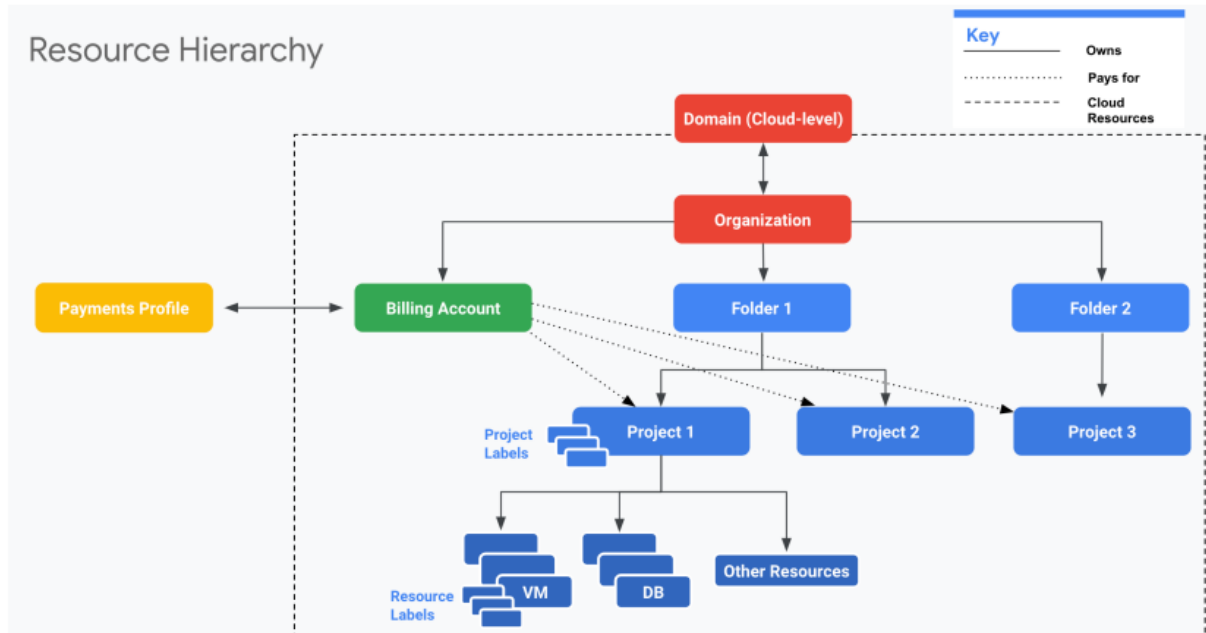 Resource Hierarchy
Key
Owns
Pays for
Cloud
Resources
Domain (Cloud-level)
Organization
Payments Profile
Billing Account
Folder 1
Folder 2
Project
Labels
Project 1
Project 2
Project 3
Resource
Labels
VM
DB
Other Resources